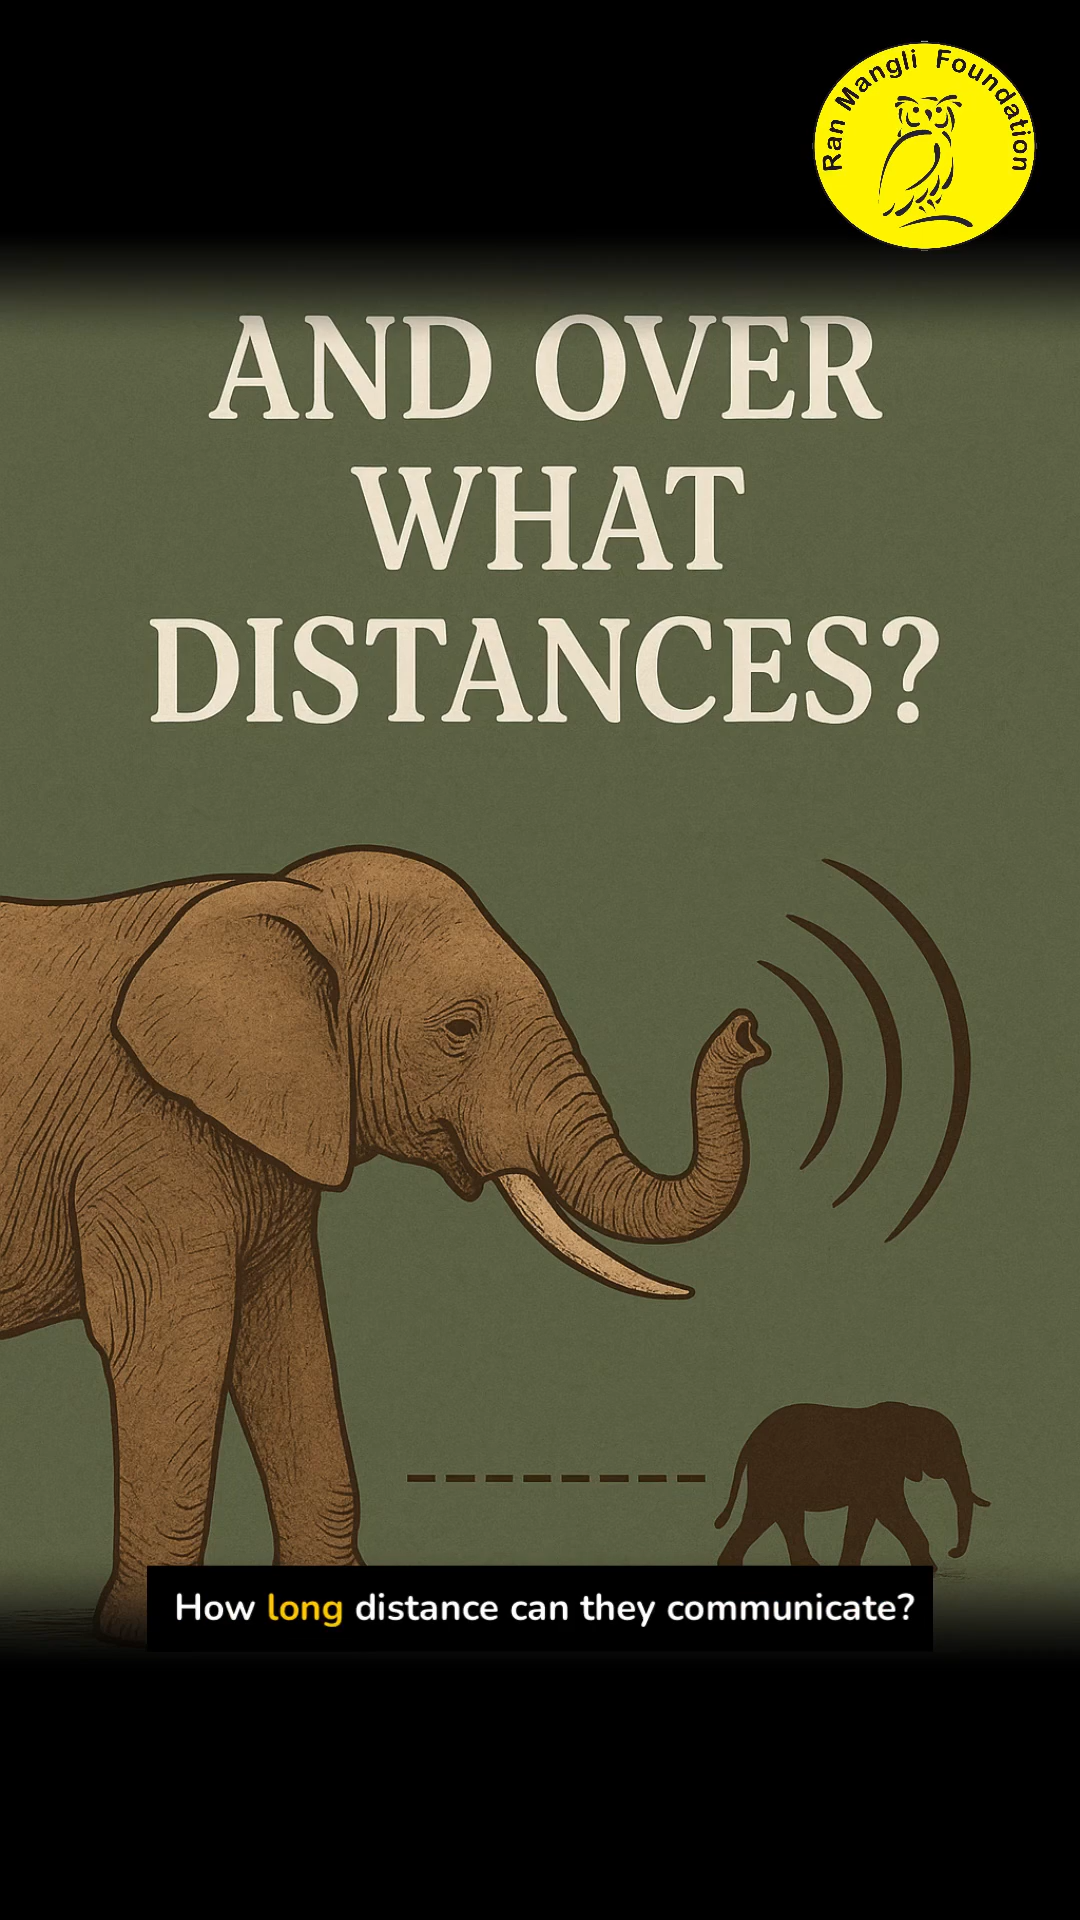 Ran Mangli Foundation
AND OVER
WHAT
DISTANCES?
How long distance can they communicate?